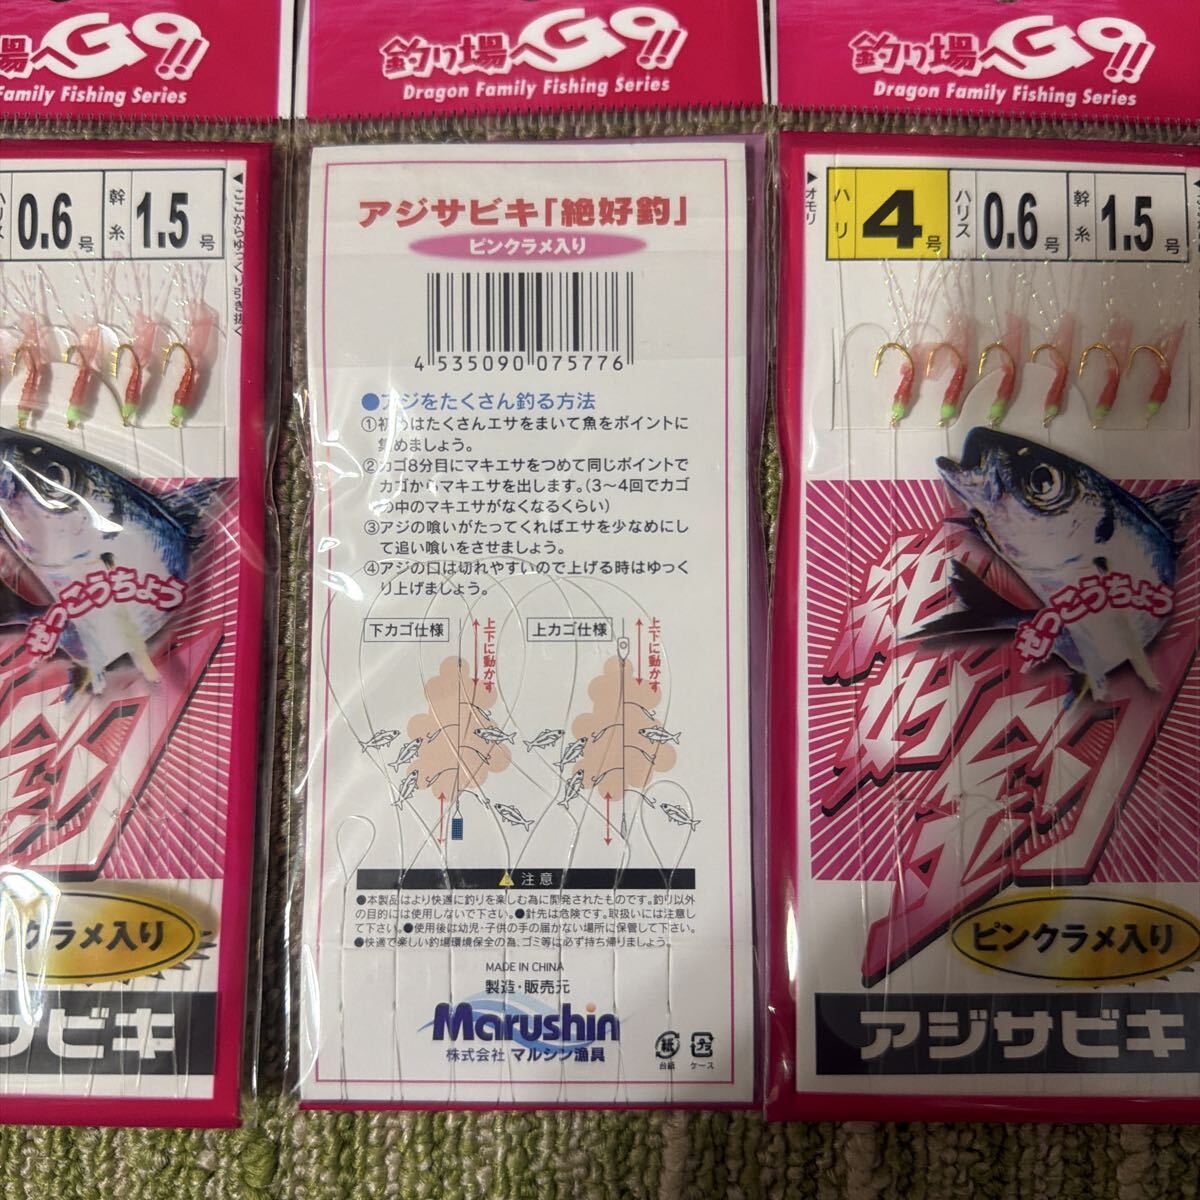 場へGO!!
Family Fishing Series
ハリス 0.6号 幹糸 1.5号
ここからゆっくり引き抜く
ぜっこうちょう
釣
ンクラメ入り
サビキ
釣り場へGO!!
Dragon Family Fishing Series
アジサビキ「絶好釣」
ピンクラメ入り
4 535090 075776
●アジをたくさん釣る方法
①初めはたくさんエサをまいて魚をポイントに
集めましょう。
②カゴ8分目にマキエサをつめて同じポイントで
カゴからマキエサを出します。(3〜4回でカゴ
の中のマキエサがなくなるくらい)
③アジの喰いがたってくればエサを少なめにし
て追い喰いをさせましょう。
④アジの口は切れやすいので上げる時はゆっく
り上げましょう。
下カゴ仕様
上下に動かす
上カゴ仕様
上下に動かす
⚠注意
●本製品はより快適に釣りを楽しむ為に開発されたものです。釣り以外
の目的には使用しないで下さい。●針先は危険です。取扱いには注意し
て下さい。●使用後は幼児・子供の手の届かない場所に保管して下さい。
●快適で楽しい釣場環境保全の為、ゴミ等は必ず持ち帰りましょう。
MADE IN CHINA
製造・販売元
Marushin
株式会社 マルシン漁具
紙
台紙
プラ
ケース
釣り場へGO!!
Dragon Family Fishing Series
オモリ
ハリ 4号 ハリス 0.6号 幹糸 1.5号
ぜっこうちょう
絶好釣
ピンクラメ入り
アジサビキ